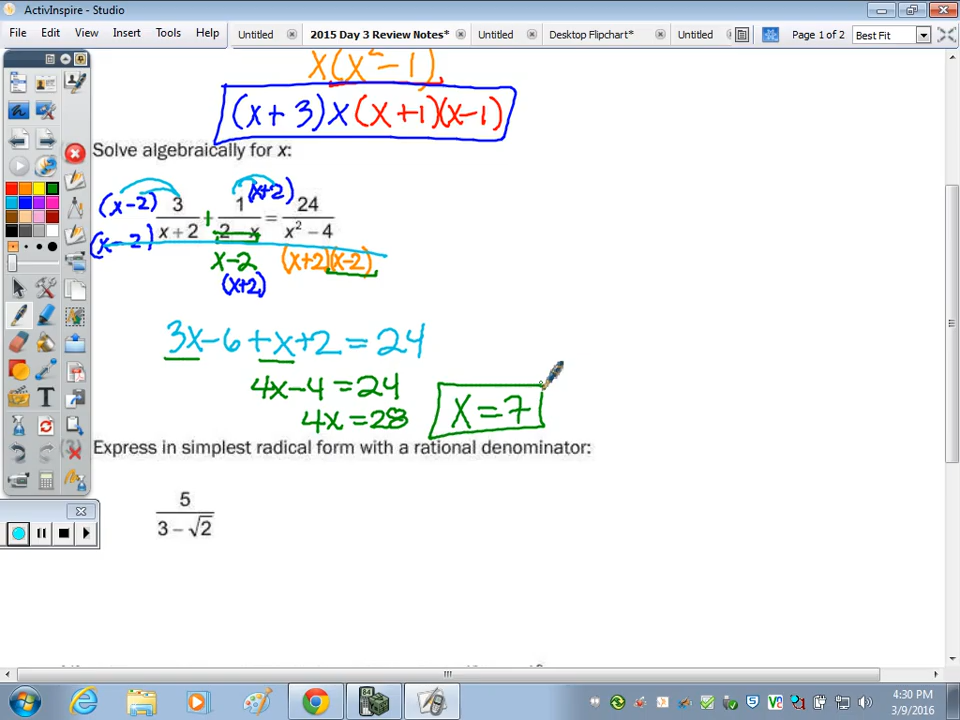 ActivInspire - Studio
File Edit View Insert Tools Help Untitled 2015 Day 3 Review Notes* Untitled Desktop Flipchart* Untitled Page 1 of 2 Best Fit
x(x² − 1)
(x + 3) x (x + 1)(x − 1)
Solve algebraically for x:
(x−2) 3 + 1 (x+2) = 24
(x−2) x + 2 2 − x x² − 4
x−2 (x+2)(x−2)
(x+2)
3x−6 + x+2 = 24
4x−4 = 24
4x = 28
x = 7
(3) Express in simplest radical form with a rational denominator:
5
3 − √2
4:30 PM
3/9/2016